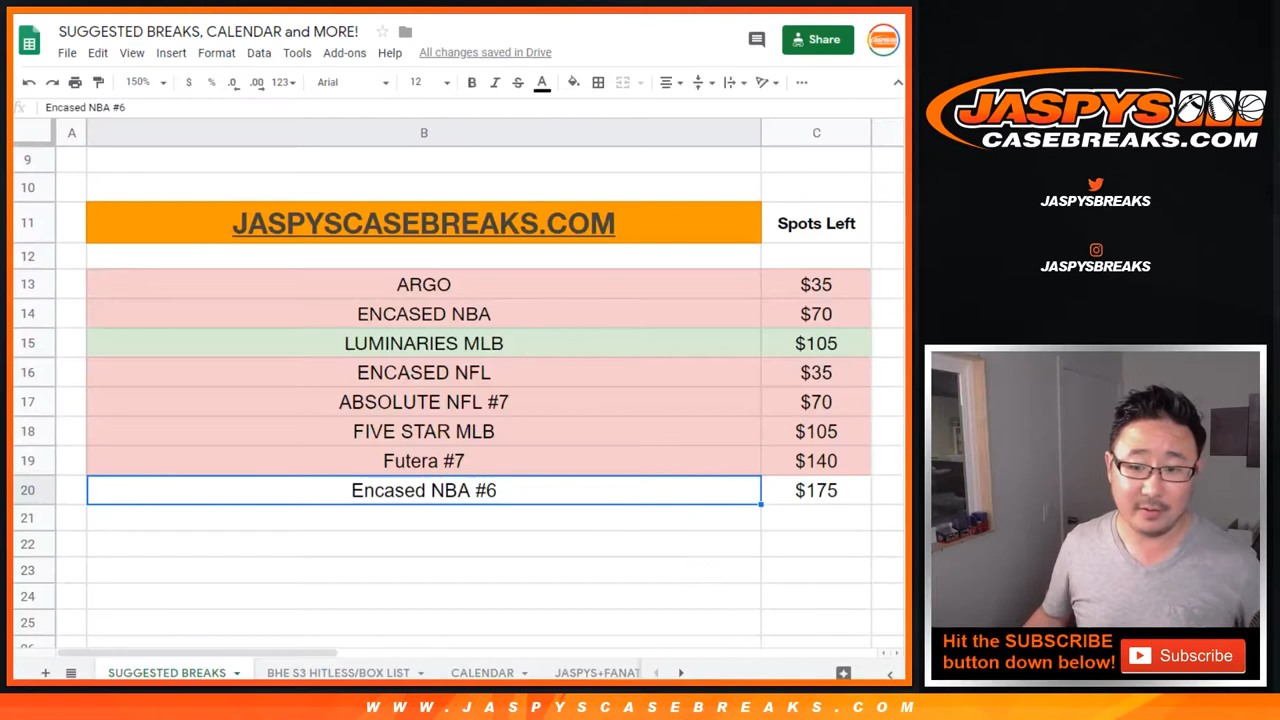 SUGGESTED BREAKS, CALENDAR and MORE!
File Edit View Insert Format Data Tools Add-ons Help All changes saved in Drive
Share
150% $ % .0 .00 123 Arial 12 B I S A
fx Encased NBA #6
A B C
9
10
11 JASPYSCASEBREAKS.COM Spots Left
12
13 ARGO $35
14 ENCASED NBA $70
15 LUMINARIES MLB $105
16 ENCASED NFL $35
17 ABSOLUTE NFL #7 $70
18 FIVE STAR MLB $105
19 Futera #7 $140
20 Encased NBA #6 $175
21
22
23
24
25
SUGGESTED BREAKS BHE S3 HITLESS/BOX LIST CALENDAR JASPYS+FANAT
JASPYS
CASEBREAKS.COM
JASPYSBREAKS
JASPYSBREAKS
Hit the SUBSCRIBE
button down below!
Subscribe
WWW.JASPYSCASEBREAKS.COM